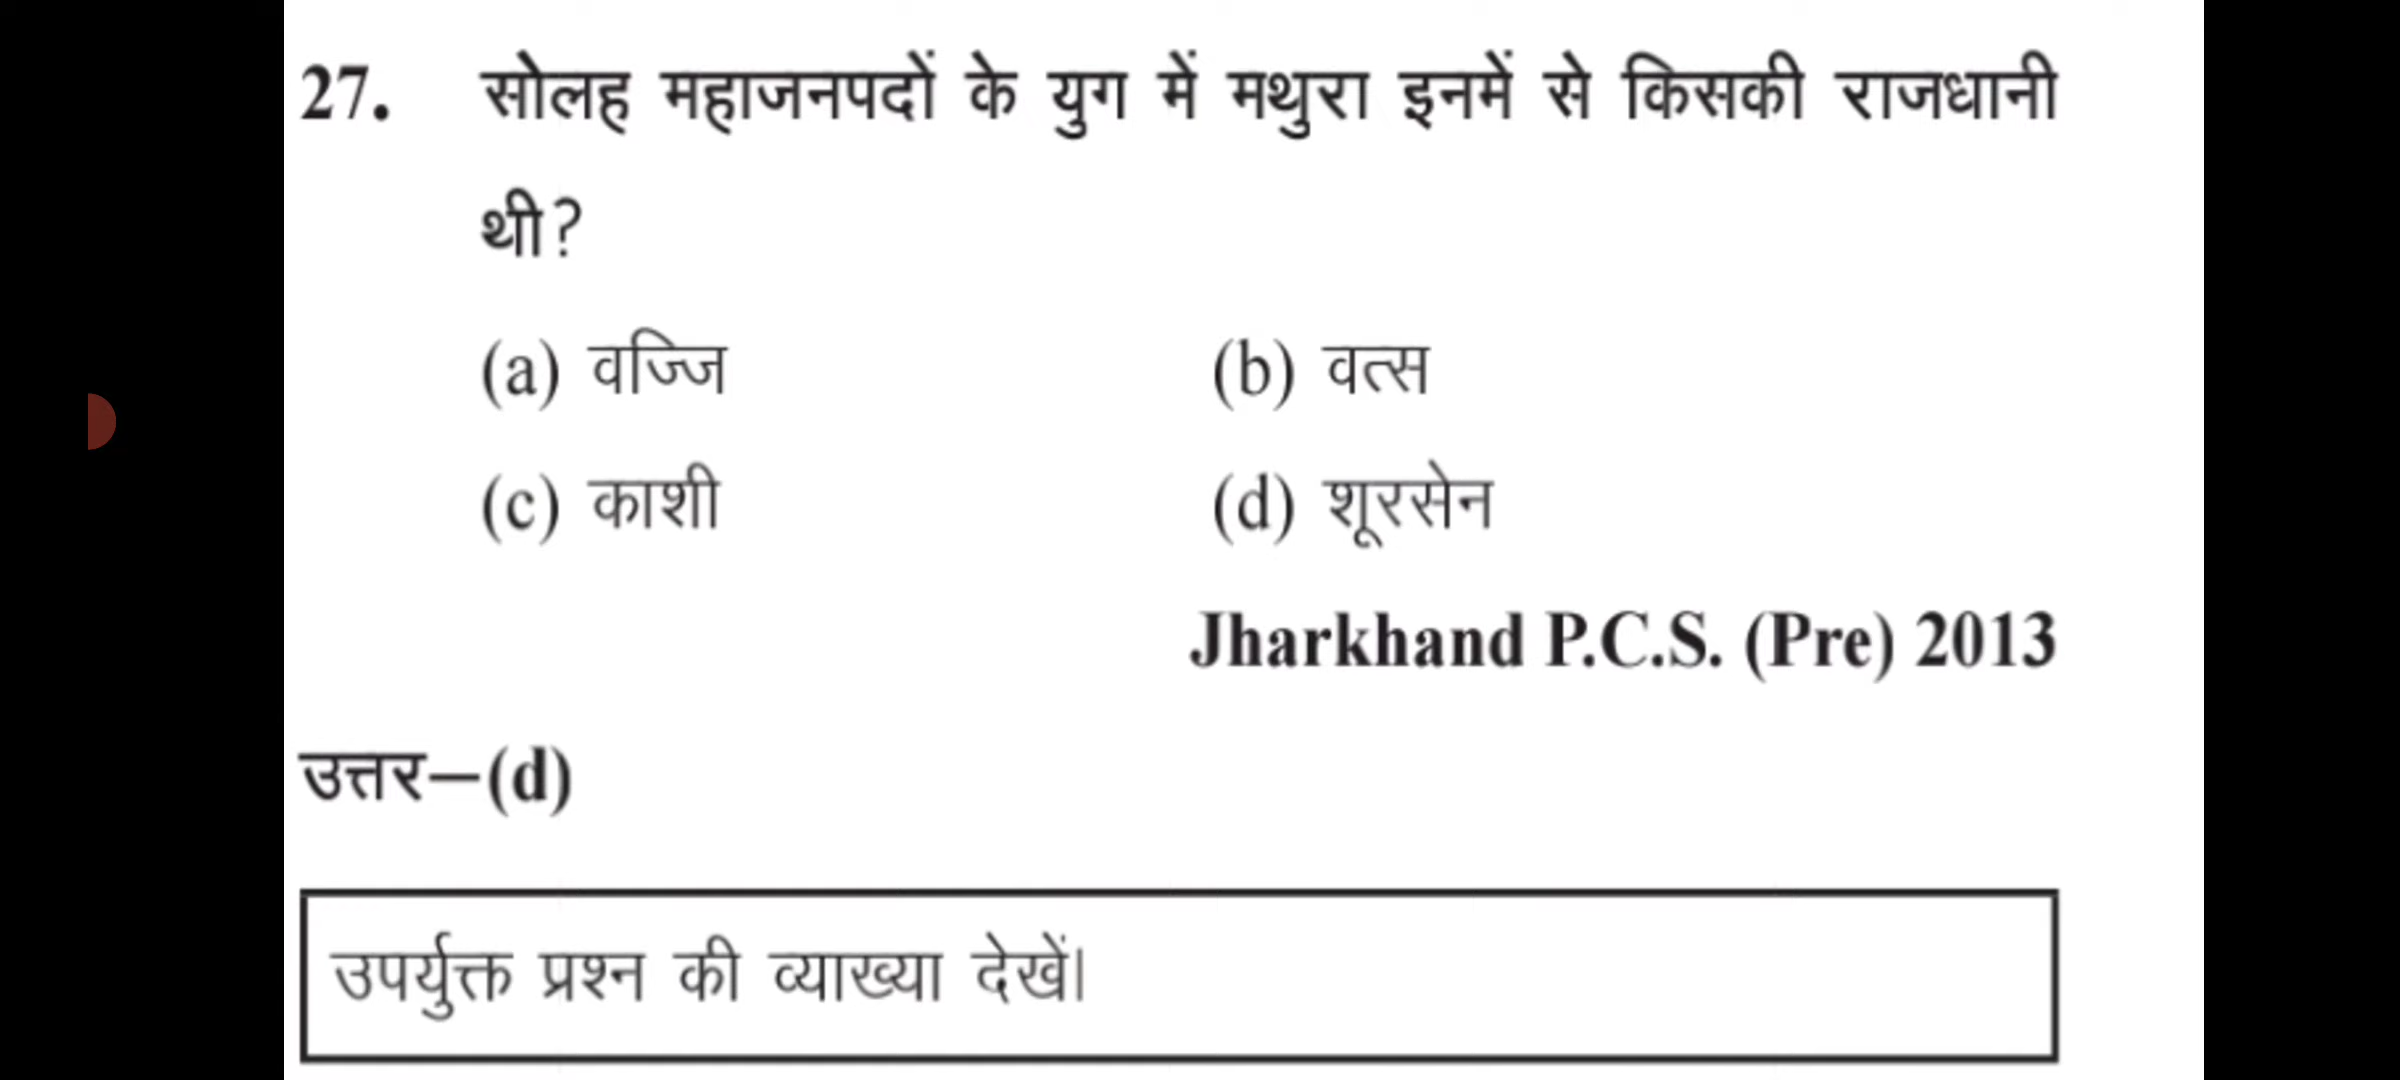 27. सोलह महाजनपदों के युग में मथुरा इनमें से किसकी राजधानी
थी?
(a) वज्जि (b) वत्स
(c) काशी (d) शूरसेन
Jharkhand P.C.S. (Pre) 2013
उत्तर–(d)
उपर्युक्त प्रश्न की व्याख्या देखें।